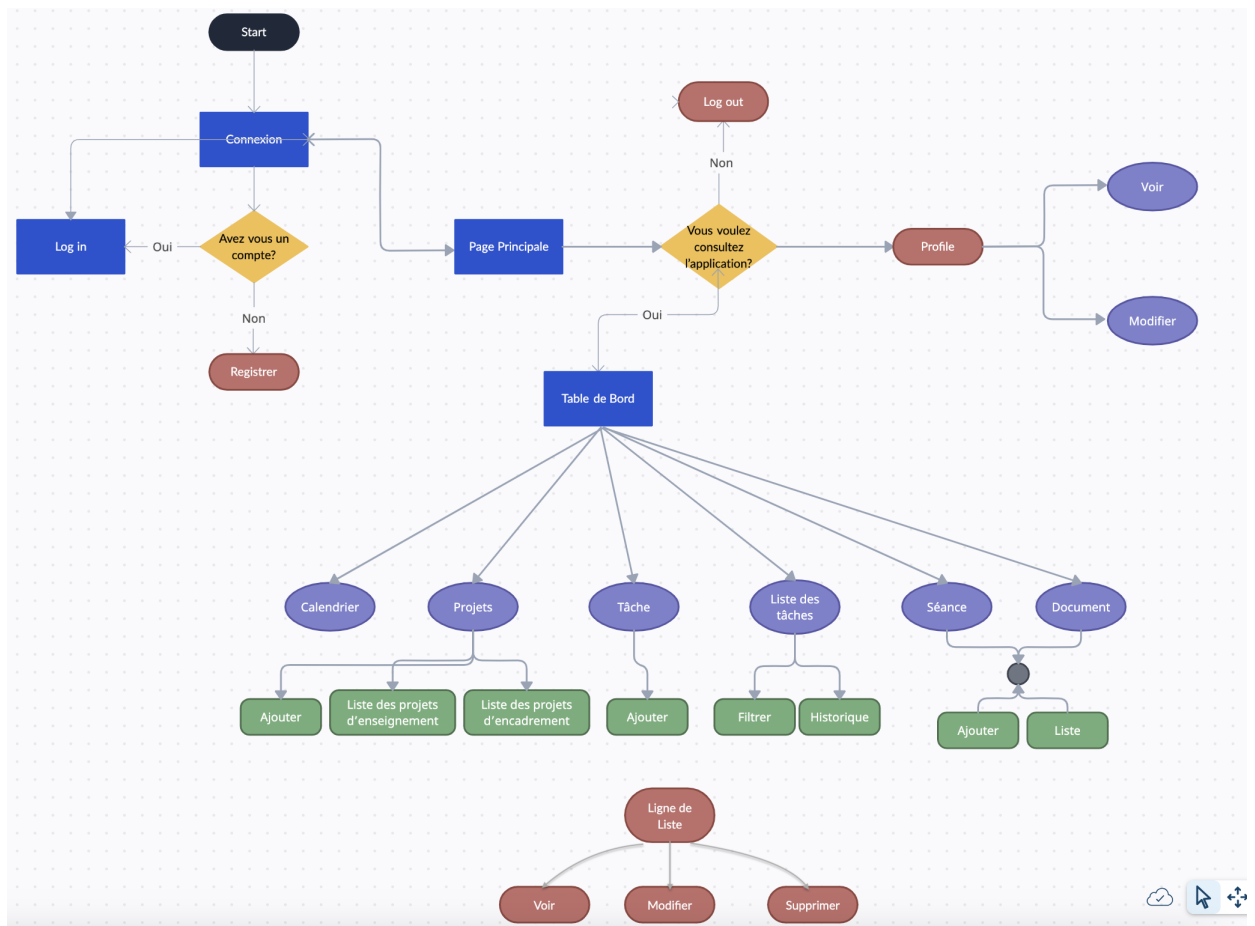 Start
Log out
Connexion
Non
Voir
Vous voulez
consultez
l'application?
Avez vous un
compte?
Log in
Oui
Page Principale
Profile
Non
Oui
Modifier
Registrer
Table de Bord
Calendrier
Projets
Tâche
Liste des
tâches
Séance
Document
Ajouter
Liste des projets
d'enseignement
Liste des projets
d'encadrement
Ajouter
Filtrer
Historique
Ajouter
Liste
Ligne de
Liste
Voir
Modifier
Supprimer